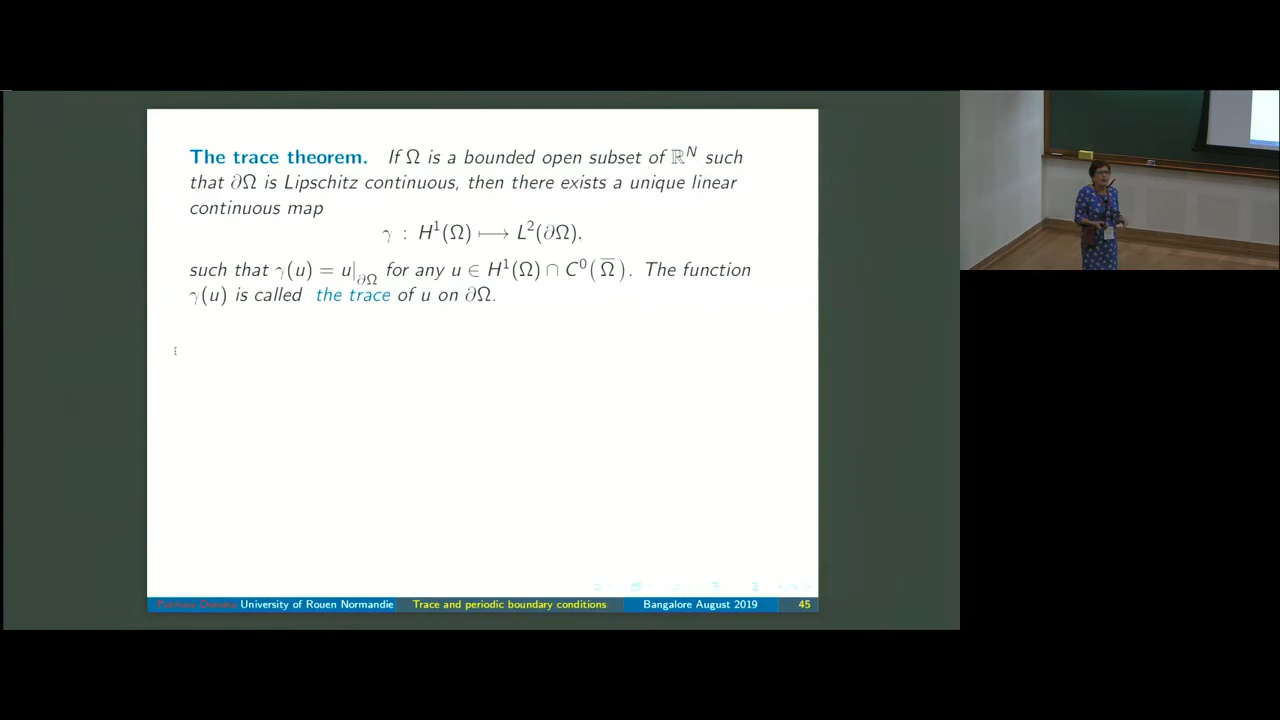 The trace theorem. If Ω is a bounded open subset of ℝᴺ such
that ∂Ω is Lipschitz continuous, then there exists a unique linear
continuous map
γ : H¹(Ω) ⟼ L²(∂Ω),
such that γ(u) = u|∂Ω for any u ∈ H¹(Ω) ∩ C⁰(Ω̅). The function
γ(u) is called the trace of u on ∂Ω.
University of Rouen Normandie Trace and periodic boundary conditions Bangalore August 2019 45